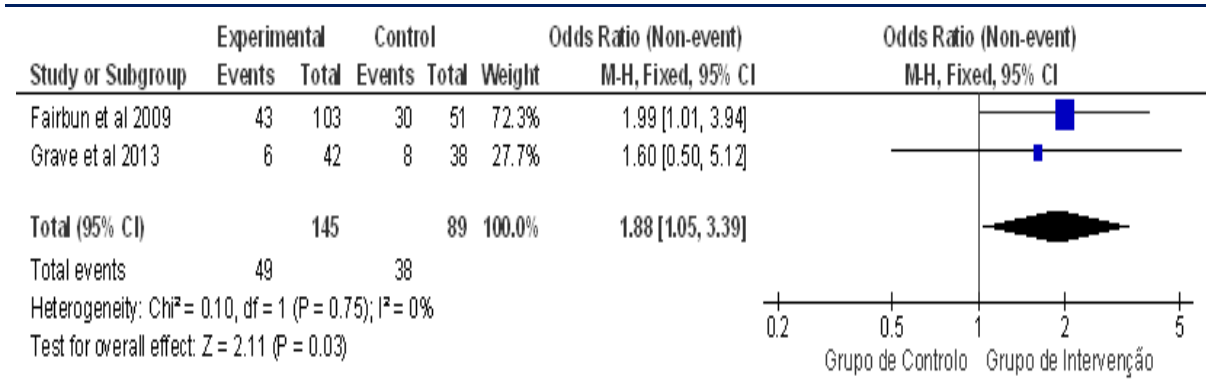 Experimental Control Odds Ratio (Non-event) Odds Ratio (Non-event)
Study or Subgroup Events Total Events Total Weight M-H, Fixed, 95% CI M-H, Fixed, 95% CI
Fairbun et al 2009 43 103 30 51 72.3% 1.99 [1.01, 3.94]
Grave et al 2013 6 42 8 38 27.7% 1.60 [0.50, 5.12]
Total (95% CI) 145 89 100.0% 1.88 [1.05, 3.39]
Total events 49 38
Heterogeneity: Chi² = 0.10, df = 1 (P = 0.75); I² = 0%
Test for overall effect: Z = 2.11 (P = 0.03)
0.2 0.5 1 2 5
Grupo de Controlo Grupo de Intervenção